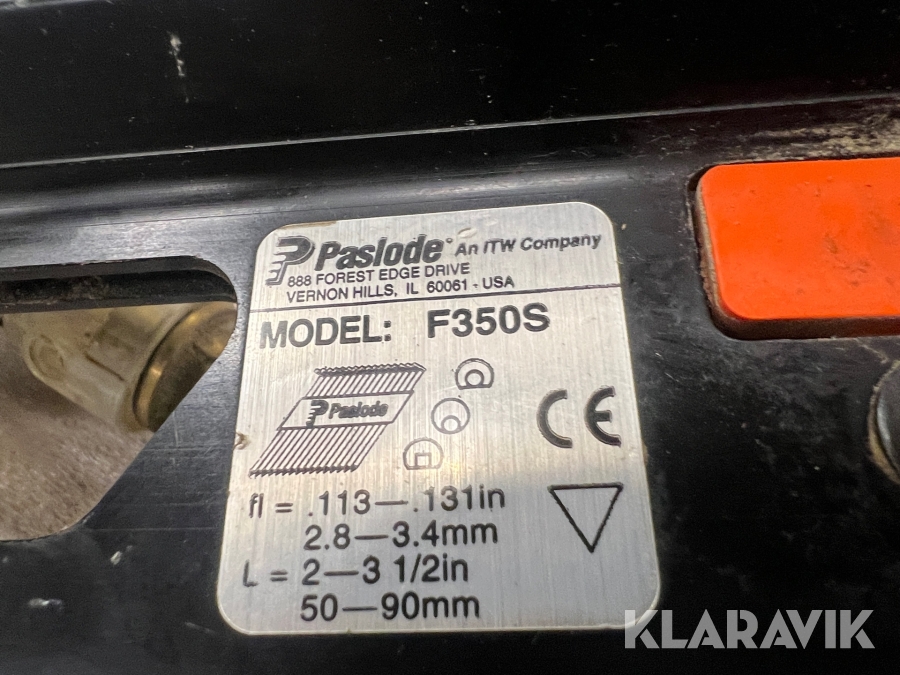 Paslode® An ITW Company
888 FOREST EDGE DRIVE
VERNON HILLS, IL 60061 - USA
MODEL: F350S
Paslode
fl = .113—.131in
2.8—3.4mm
L = 2—3 1/2in
50—90mm
CE
KLARAVIK